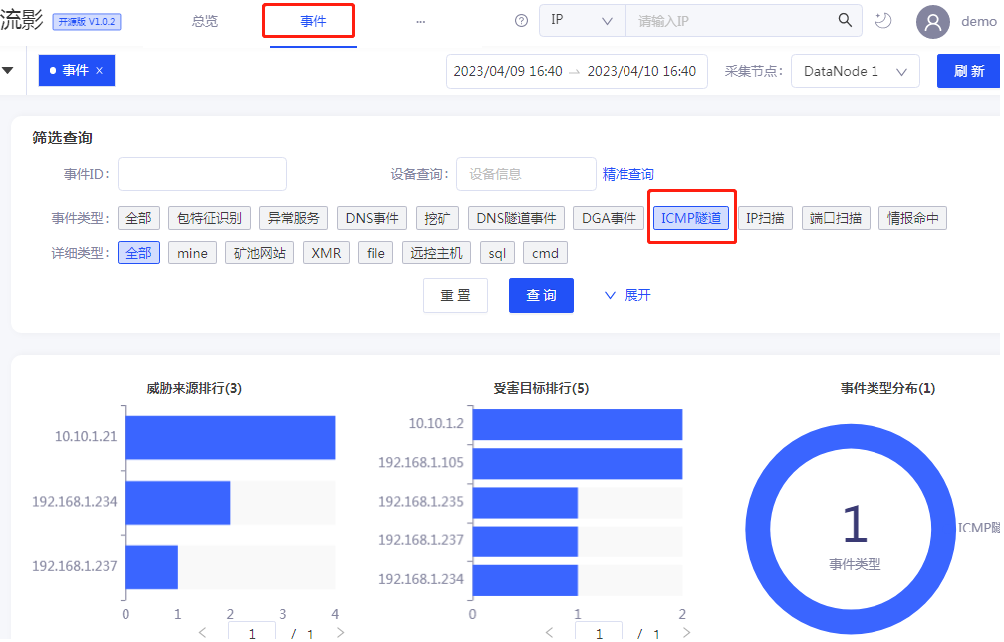 流影 开源版 V1.0.2 总览 事件 ... IP 请输入IP demo
事件 × 2023/04/09 16:40 → 2023/04/10 16:40 采集节点： DataNode 1 刷 新
筛选查询
事件ID： 设备查询： 设备信息 精准查询
事件类型： 全部 包特征识别 异常服务 DNS事件 挖矿 DNS隧道事件 DGA事件 ICMP隧道 IP扫描 端口扫描 情报命中
详细类型： 全部 mine 矿池网站 XMR file 远控主机 sql cmd
重 置 查 询 展开
威胁来源排行(3)
10.10.1.21
192.168.1.234
192.168.1.237
0 1 2 3 4
< 1 / 1 >
受害目标排行(5)
10.10.1.2
192.168.1.105
192.168.1.235
192.168.1.237
192.168.1.234
0 1 2
< 1 / 1 >
事件类型分布(1)
1
事件类型
ICMP隧